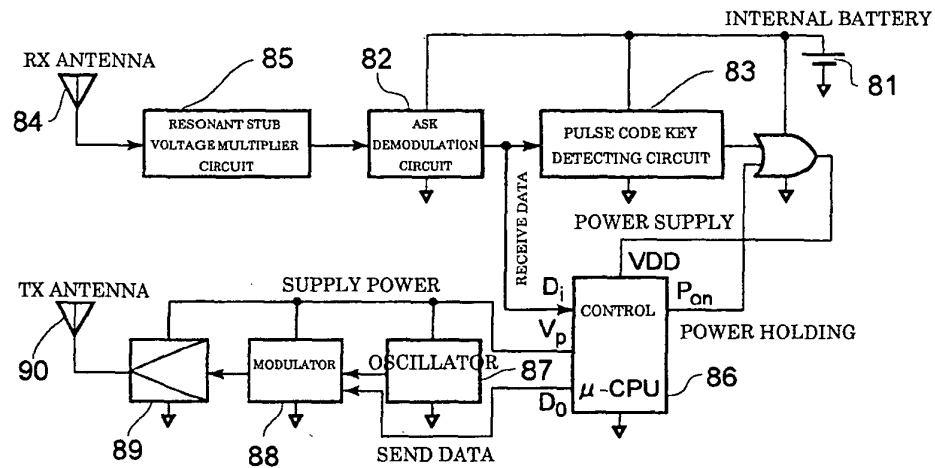 INTERNAL BATTERY
RX ANTENNA
85
82
83
81
84
RESONANT STUB
VOLTAGE MULTIPLIER
CIRCUIT
ASK
DEMODULATION
CIRCUIT
PULSE CODE KEY
DETECTING CIRCUIT
RECEIVE DATA
POWER SUPPLY
VDD
TX ANTENNA
SUPPLY POWER
Di
CONTROL
Pon
POWER HOLDING
Vp
90
MODULATOR
OSCILLATOR
87
μ-CPU
86
Do
89
88
SEND DATA